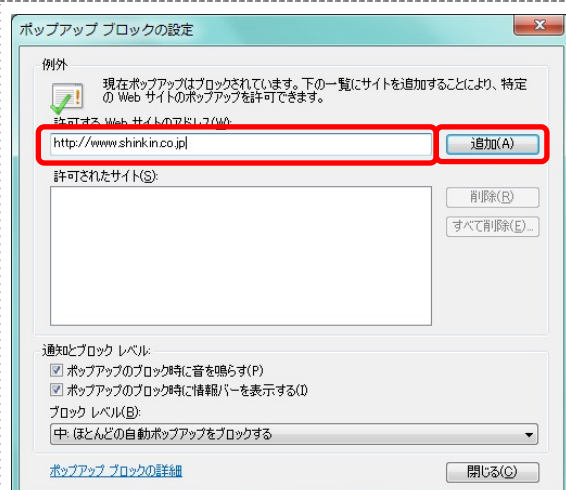 ポップアップ ブロックの設定
例外
現在ポップアップはブロックされています。下の一覧にサイトを追加することにより、特定
の Web サイトのポップアップを許可できます。
許可する Web サイトのアドレス(W):
http://www.shinkin.co.jp
追加(A)
許可されたサイト(S):
削除(R)
すべて削除(E)...
通知とブロック レベル:
ポップアップのブロック時に音を鳴らす(P)
ポップアップのブロック時に情報バーを表示する(I)
ブロック レベル(B):
中: ほとんどの自動ポップアップをブロックする
ポップアップ ブロックの詳細
閉じる(C)